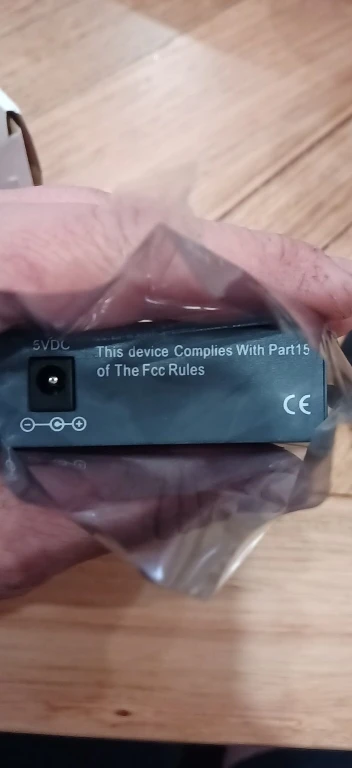 5VDC
This device Complies With Part15
of The Fcc Rules
CE